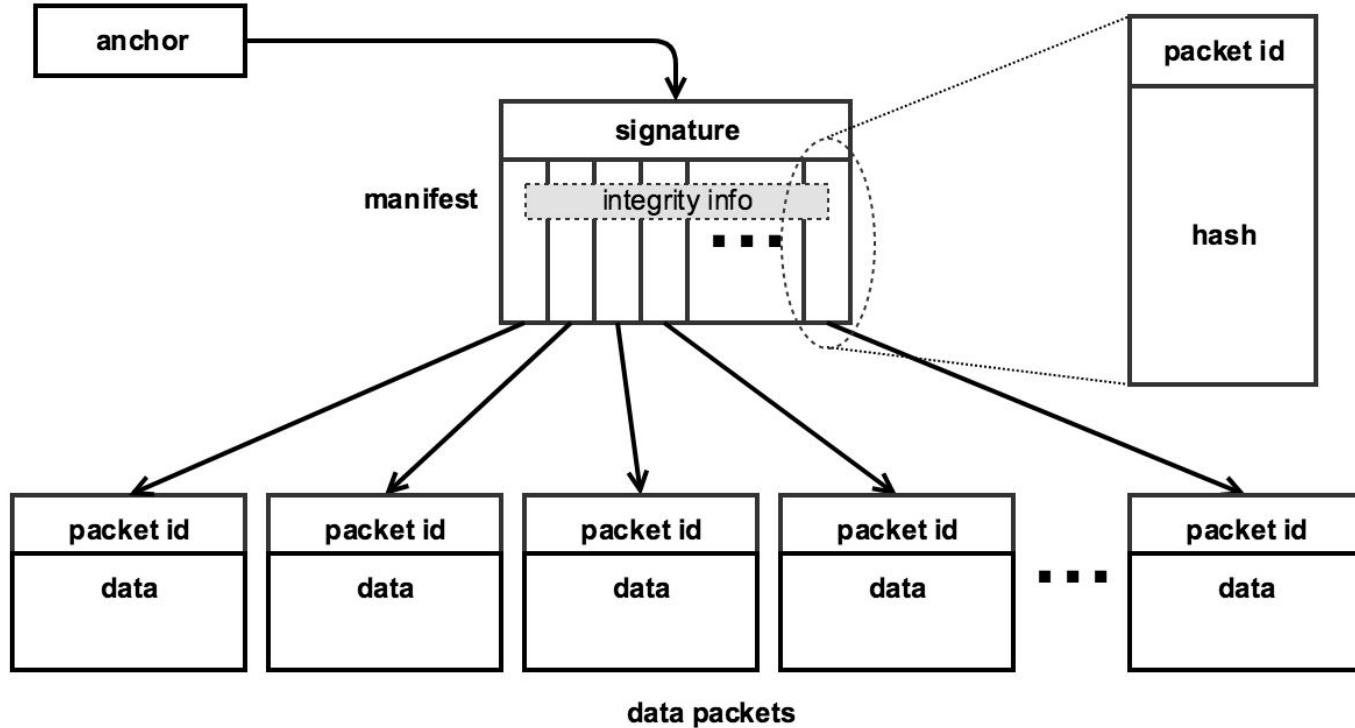 anchor
packet id
signature
manifest
integrity info
...
hash
packet id
packet id
packet id
packet id
...
packet id
data
data
data
data
data
data packets